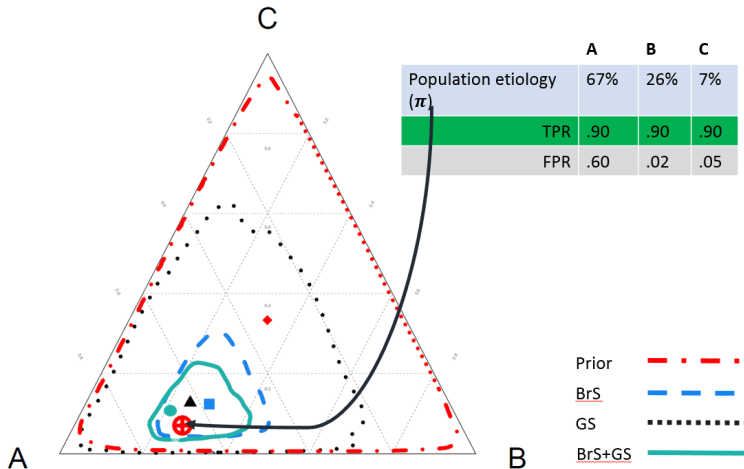 C
A B C
Population etiology 67% 26% 7%
(π)
TPR .90 .90 .90
FPR .60 .02 .05
Prior
BrS
GS
BrS+GS
A
B